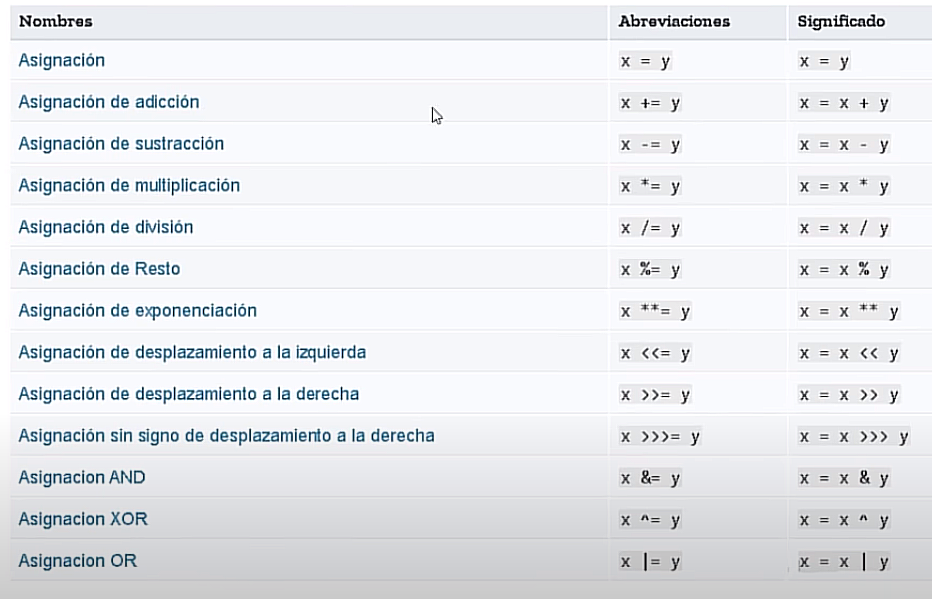 Nombres Abreviaciones Significado
Asignación x = y x = y
Asignación de adicción x += y x = x + y
Asignación de sustracción x -= y x = x - y
Asignación de multiplicación x *= y x = x * y
Asignación de división x /= y x = x / y
Asignación de Resto x %= y x = x % y
Asignación de exponenciación x **= y x = x ** y
Asignación de desplazamiento a la izquierda x <<= y x = x << y
Asignación de desplazamiento a la derecha x >>= y x = x >> y
Asignación sin signo de desplazamiento a la derecha x >>>= y x = x >>> y
Asignacion AND x &= y x = x & y
Asignacion XOR x ^= y x = x ^ y
Asignacion OR x |= y x = x | y